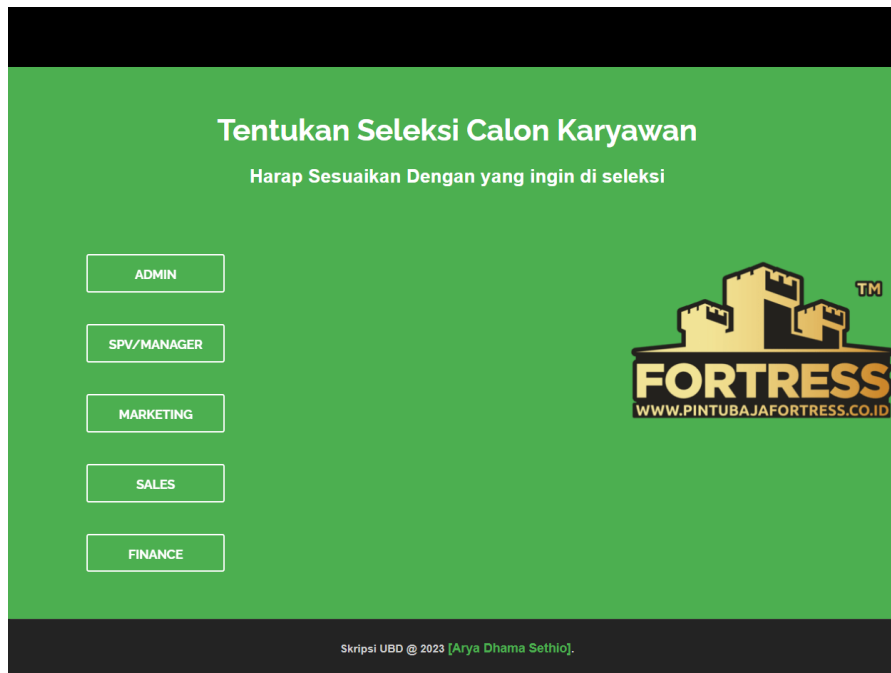 Tentukan Seleksi Calon Karyawan
Harap Sesuaikan Dengan yang ingin di seleksi
ADMIN
SPV/MANAGER
MARKETING
SALES
FINANCE
TM
FORTRESS
WWW.PINTUBAJAFORTRESS.CO.ID
Skripsi UBD @ 2023 [Arya Dhama Sethio].